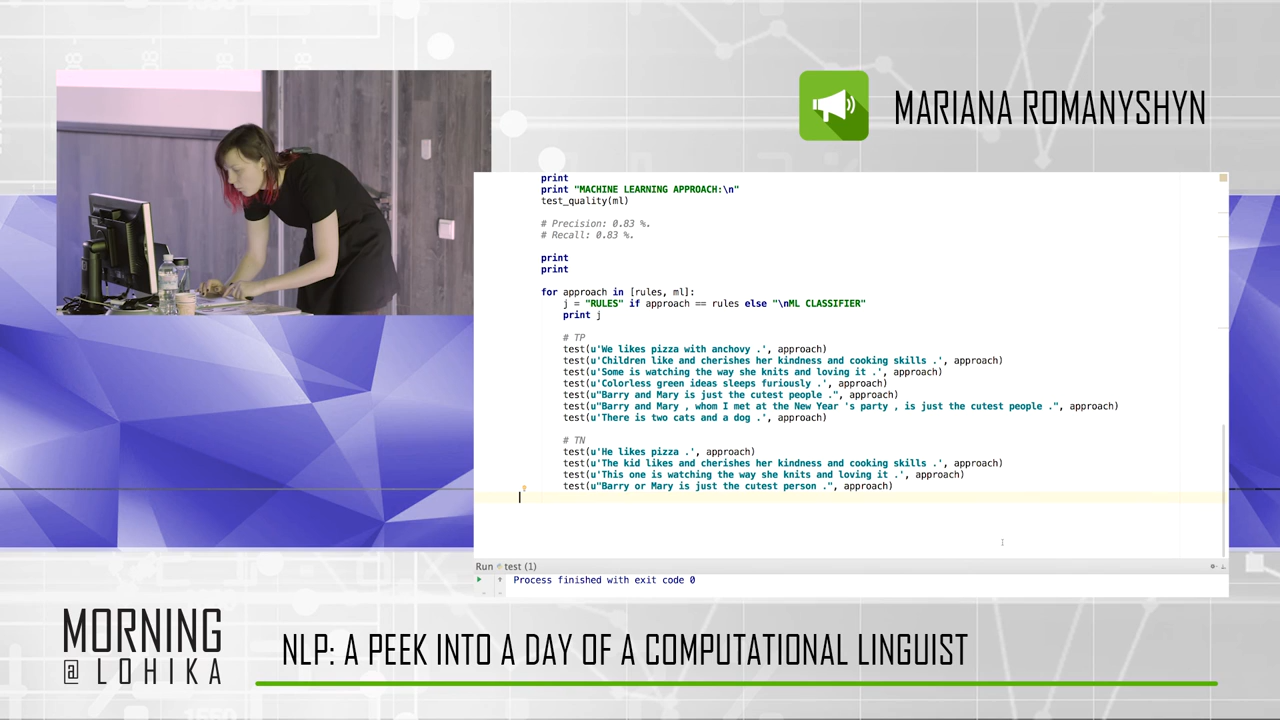 MARIANA ROMANYSHYN
print
print "MACHINE LEARNING APPROACH:\n"
test_quality(ml)
# Precision: 0.83 %.
# Recall: 0.83 %.
print
print
for approach in [rules, ml]:
j = "RULES" if approach == rules else "\nML CLASSIFIER"
print j
# TP
test(u'We likes pizza with anchovy .', approach)
test(u'Children like and cherishes her kindness and cooking skills .', approach)
test(u'Some is watching the way she knits and loving it .', approach)
test(u'Colorless green ideas sleeps furiously .', approach)
test(u"Barry and Mary is just the cutest people .", approach)
test(u"Barry and Mary , whom I met at the New Year 's party , is just the cutest people .", approach)
test(u'There is two cats and a dog .', approach)
# TN
test(u'He likes pizza .', approach)
test(u'The kid likes and cherishes her kindness and cooking skills .', approach)
test(u'This one is watching the way she knits and loving it .', approach)
test(u"Barry or Mary is just the cutest person .", approach)
Run test (1)
Process finished with exit code 0
MORNING
@ LOHIKA
NLP: A PEEK INTO A DAY OF A COMPUTATIONAL LINGUIST